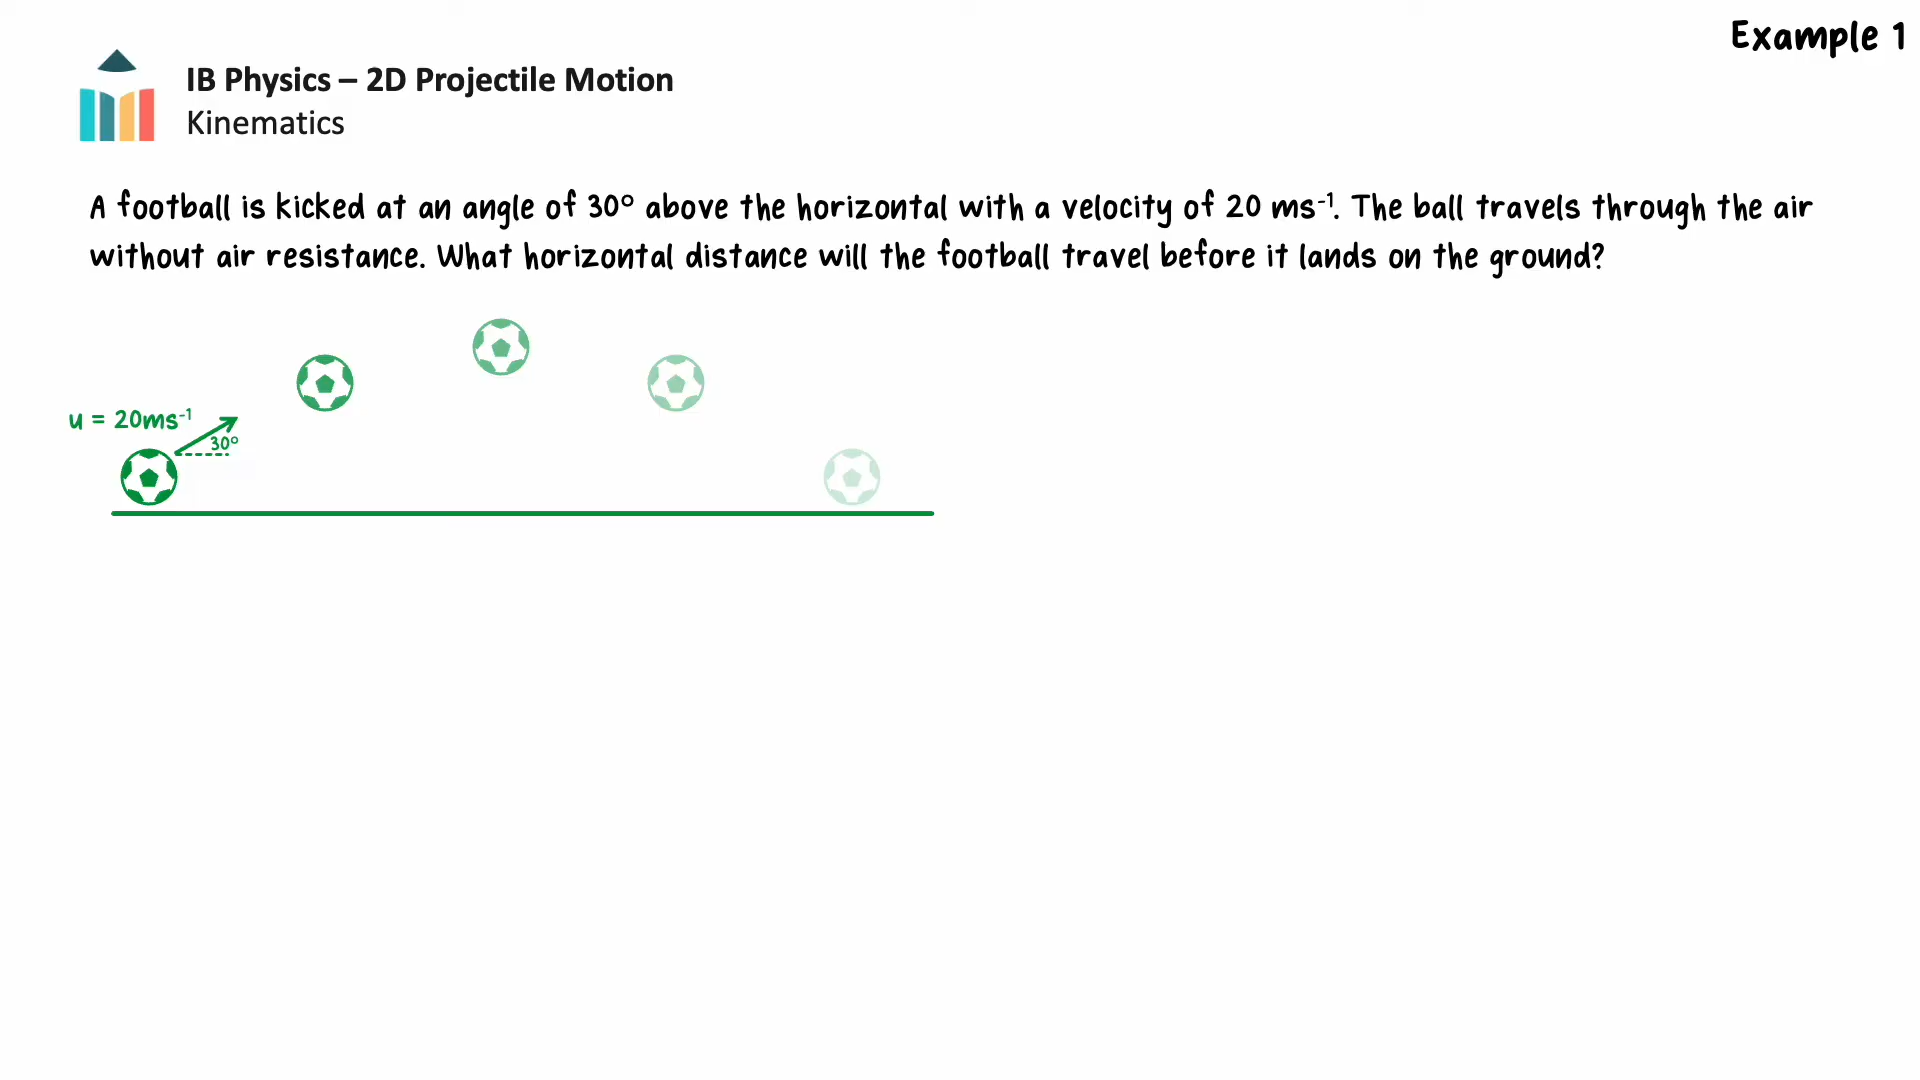 Example 1
IB Physics – 2D Projectile Motion
Kinematics
A football is kicked at an angle of 30° above the horizontal with a velocity of 20 ms⁻¹. The ball travels through the air
without air resistance. What horizontal distance will the football travel before it lands on the ground?
u = 20ms⁻¹
30°